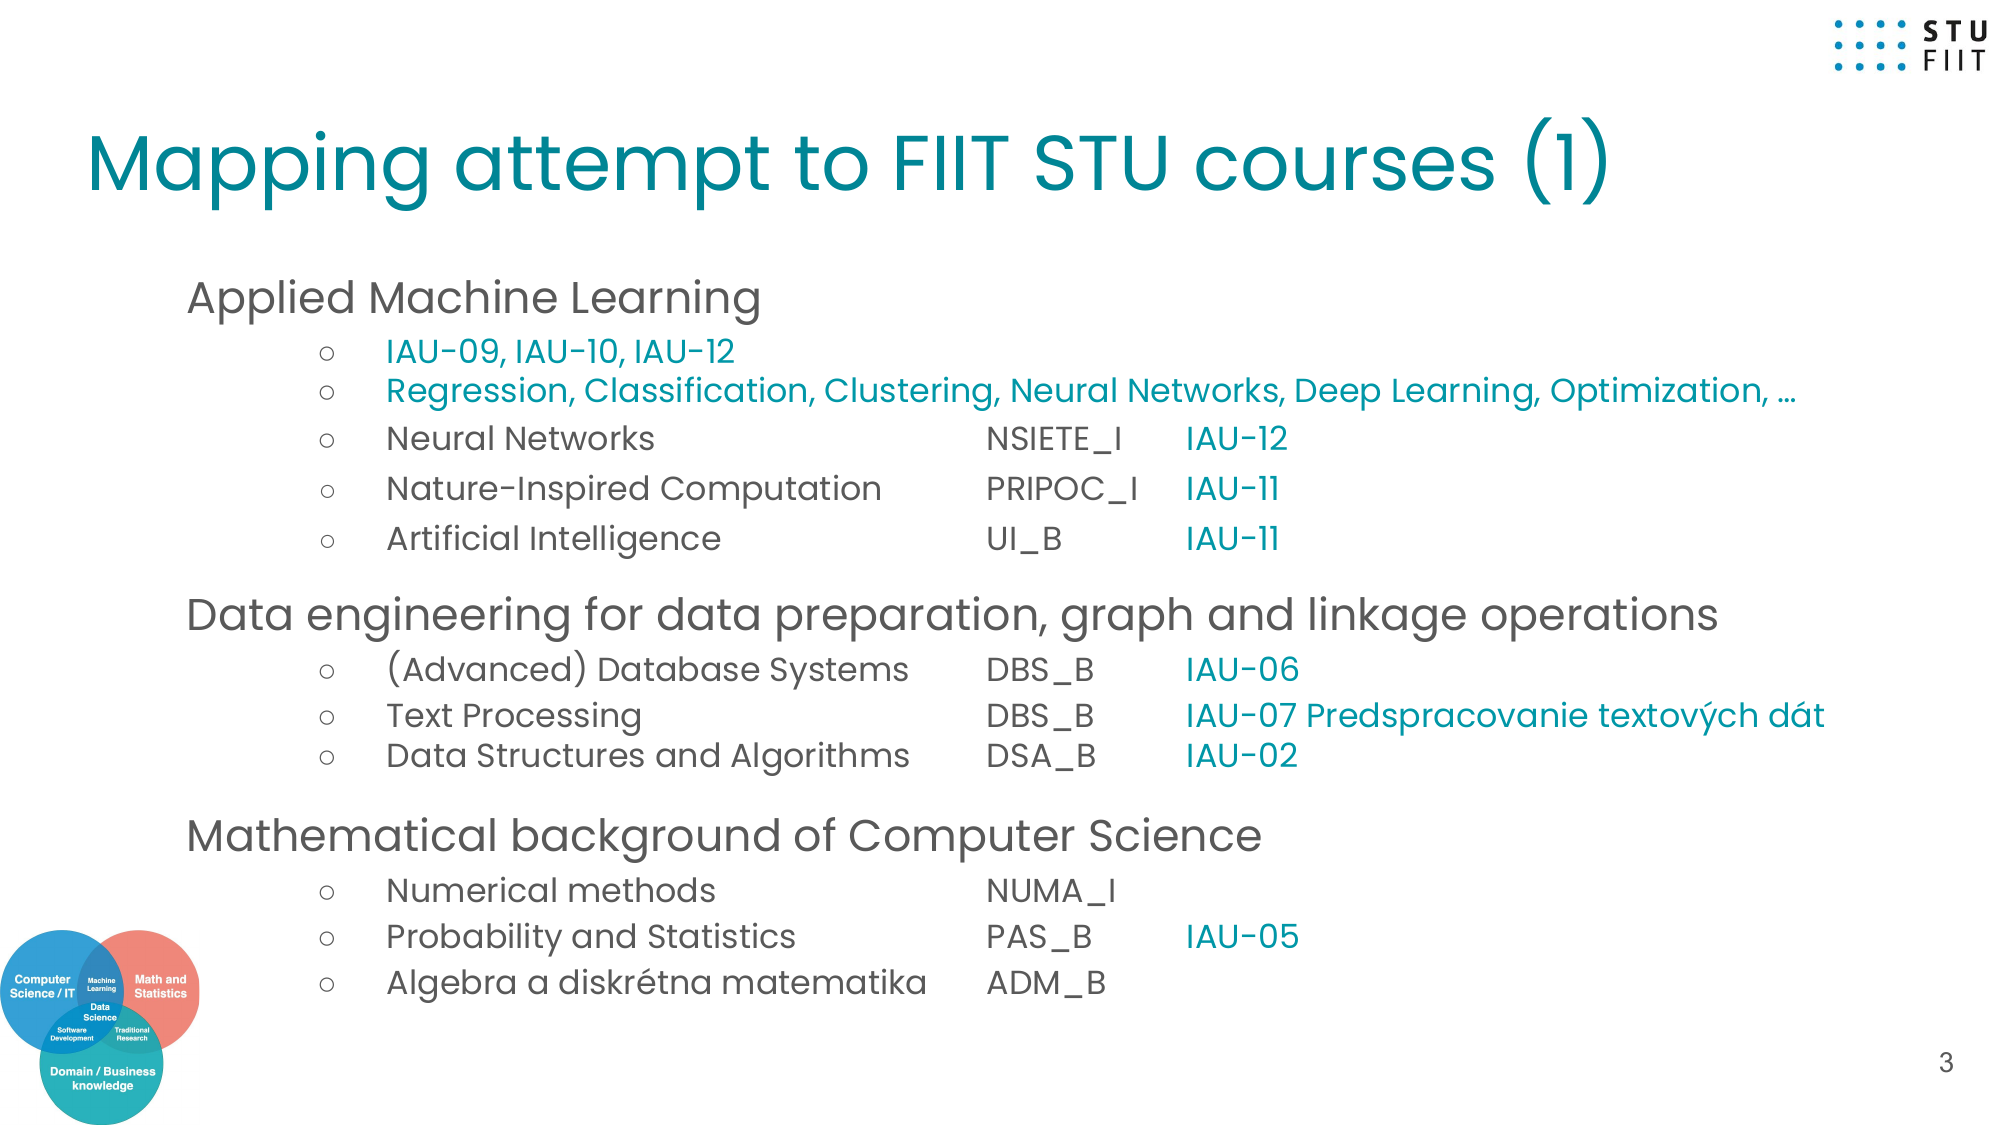 STU
FIIT
Mapping attempt to FIIT STU courses (1)
Applied Machine Learning
○ IAU-09, IAU-10, IAU-12
○ Regression, Classification, Clustering, Neural Networks, Deep Learning, Optimization, ...
○ Neural Networks NSIETE_I IAU-12
○ Nature-Inspired Computation PRIPOC_I IAU-11
○ Artificial Intelligence UI_B IAU-11
Data engineering for data preparation, graph and linkage operations
○ (Advanced) Database Systems DBS_B IAU-06
○ Text Processing DBS_B IAU-07 Predspracovanie textových dát
○ Data Structures and Algorithms DSA_B IAU-02
Mathematical background of Computer Science
○ Numerical methods NUMA_I
○ Probability and Statistics PAS_B IAU-05
○ Algebra a diskrétna matematika ADM_B
Computer
Science / IT
Machine
Learning
Math and
Statistics
Data
Science
Software
Development
Traditional
Research
Domain / Business
knowledge
3